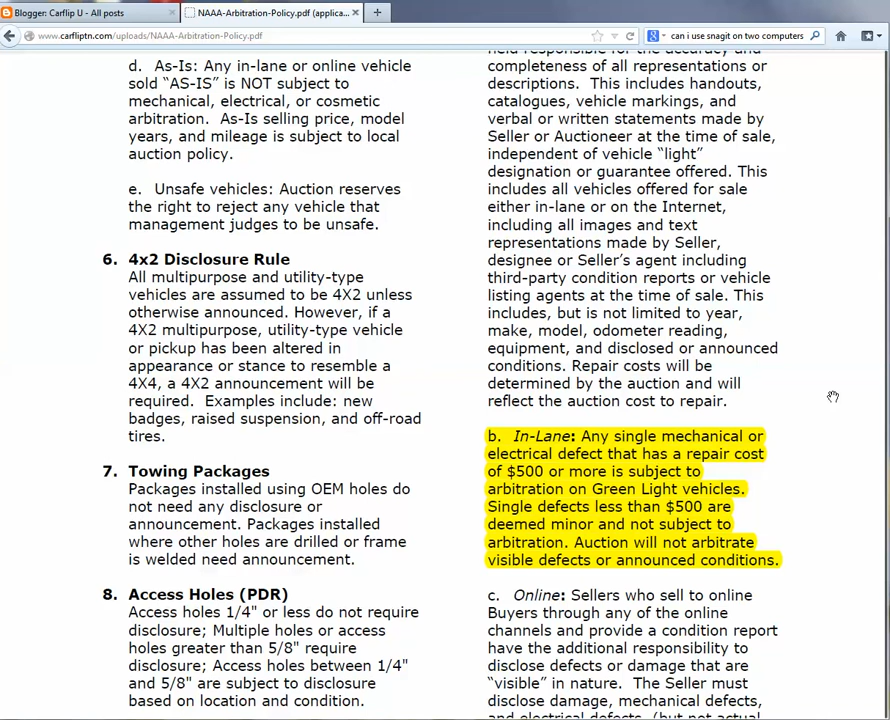 Blogger: Carflip U - All posts
NAAA-Arbitration-Policy.pdf (applica...
www.carfliptn.com/uploads/NAAA-Arbitration-Policy.pdf
can i use snagit on two computers
d. As-Is: Any in-lane or online vehicle
sold “AS-IS” is NOT subject to
mechanical, electrical, or cosmetic
arbitration. As-Is selling price, model
years, and mileage is subject to local
auction policy.
e. Unsafe vehicles: Auction reserves
the right to reject any vehicle that
management judges to be unsafe.
6. 4x2 Disclosure Rule
All multipurpose and utility-type
vehicles are assumed to be 4X2 unless
otherwise announced. However, if a
4X2 multipurpose, utility-type vehicle
or pickup has been altered in
appearance or stance to resemble a
4X4, a 4X2 announcement will be
required. Examples include: new
badges, raised suspension, and off-road
tires.
7. Towing Packages
Packages installed using OEM holes do
not need any disclosure or
announcement. Packages installed
where other holes are drilled or frame
is welded need announcement.
8. Access Holes (PDR)
Access holes 1/4" or less do not require
disclosure; Multiple holes or access
holes greater than 5/8" require
disclosure; Access holes between 1/4"
and 5/8" are subject to disclosure
based on location and condition.
held responsible for the accuracy and
completeness of all representations or
descriptions. This includes handouts,
catalogues, vehicle markings, and
verbal or written statements made by
Seller or Auctioneer at the time of sale,
independent of vehicle “light”
designation or guarantee offered. This
includes all vehicles offered for sale
either in-lane or on the Internet,
including all images and text
representations made by Seller,
designee or Seller’s agent including
third-party condition reports or vehicle
listing agents at the time of sale. This
includes, but is not limited to year,
make, model, odometer reading,
equipment, and disclosed or announced
conditions. Repair costs will be
determined by the auction and will
reflect the auction cost to repair.
b. In-Lane: Any single mechanical or
electrical defect that has a repair cost
of $500 or more is subject to
arbitration on Green Light vehicles.
Single defects less than $500 are
deemed minor and not subject to
arbitration. Auction will not arbitrate
visible defects or announced conditions.
c. Online: Sellers who sell to online
Buyers through any of the online
channels and provide a condition report
have the additional responsibility to
disclose defects or damage that are
“visible” in nature. The Seller must
disclose damage, mechanical defects,
and electrical defects, (but not actual